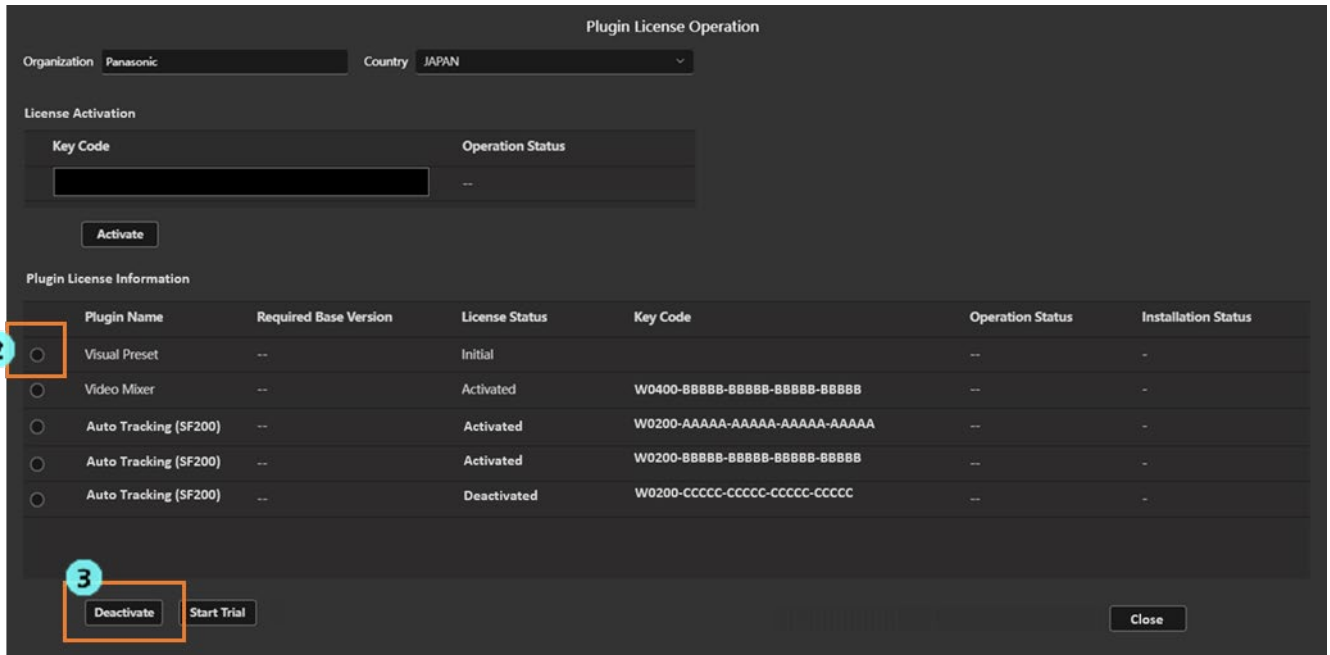 Plugin License Operation
Organization Panasonic Country JAPAN
License Activation
Key Code Operation Status
--
Activate
Plugin License Information
Plugin Name Required Base Version License Status Key Code Operation Status Installation Status
2
Visual Preset -- Initial -- -
Video Mixer -- Activated W0400-BBBBB-BBBBB-BBBBB-BBBBB -- -
Auto Tracking (SF200) -- Activated W0200-AAAAA-AAAAA-AAAAA-AAAAA -- -
Auto Tracking (SF200) -- Activated W0200-BBBBB-BBBBB-BBBBB-BBBBB -- -
Auto Tracking (SF200) -- Deactivated W0200-CCCCC-CCCCC-CCCCC-CCCCC -- -
3
Deactivate Start Trial Close